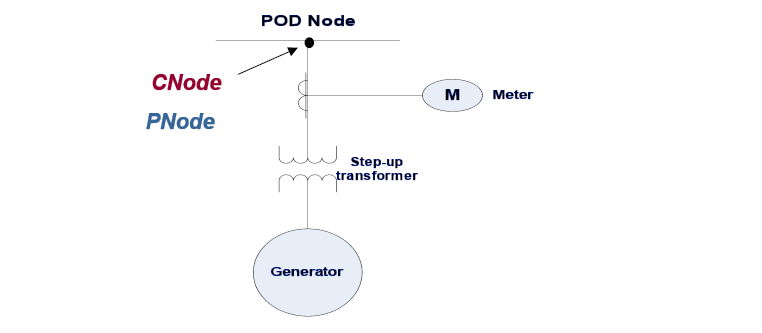 POD Node
CNode
PNode
M
Meter
Step-up
transformer
Generator